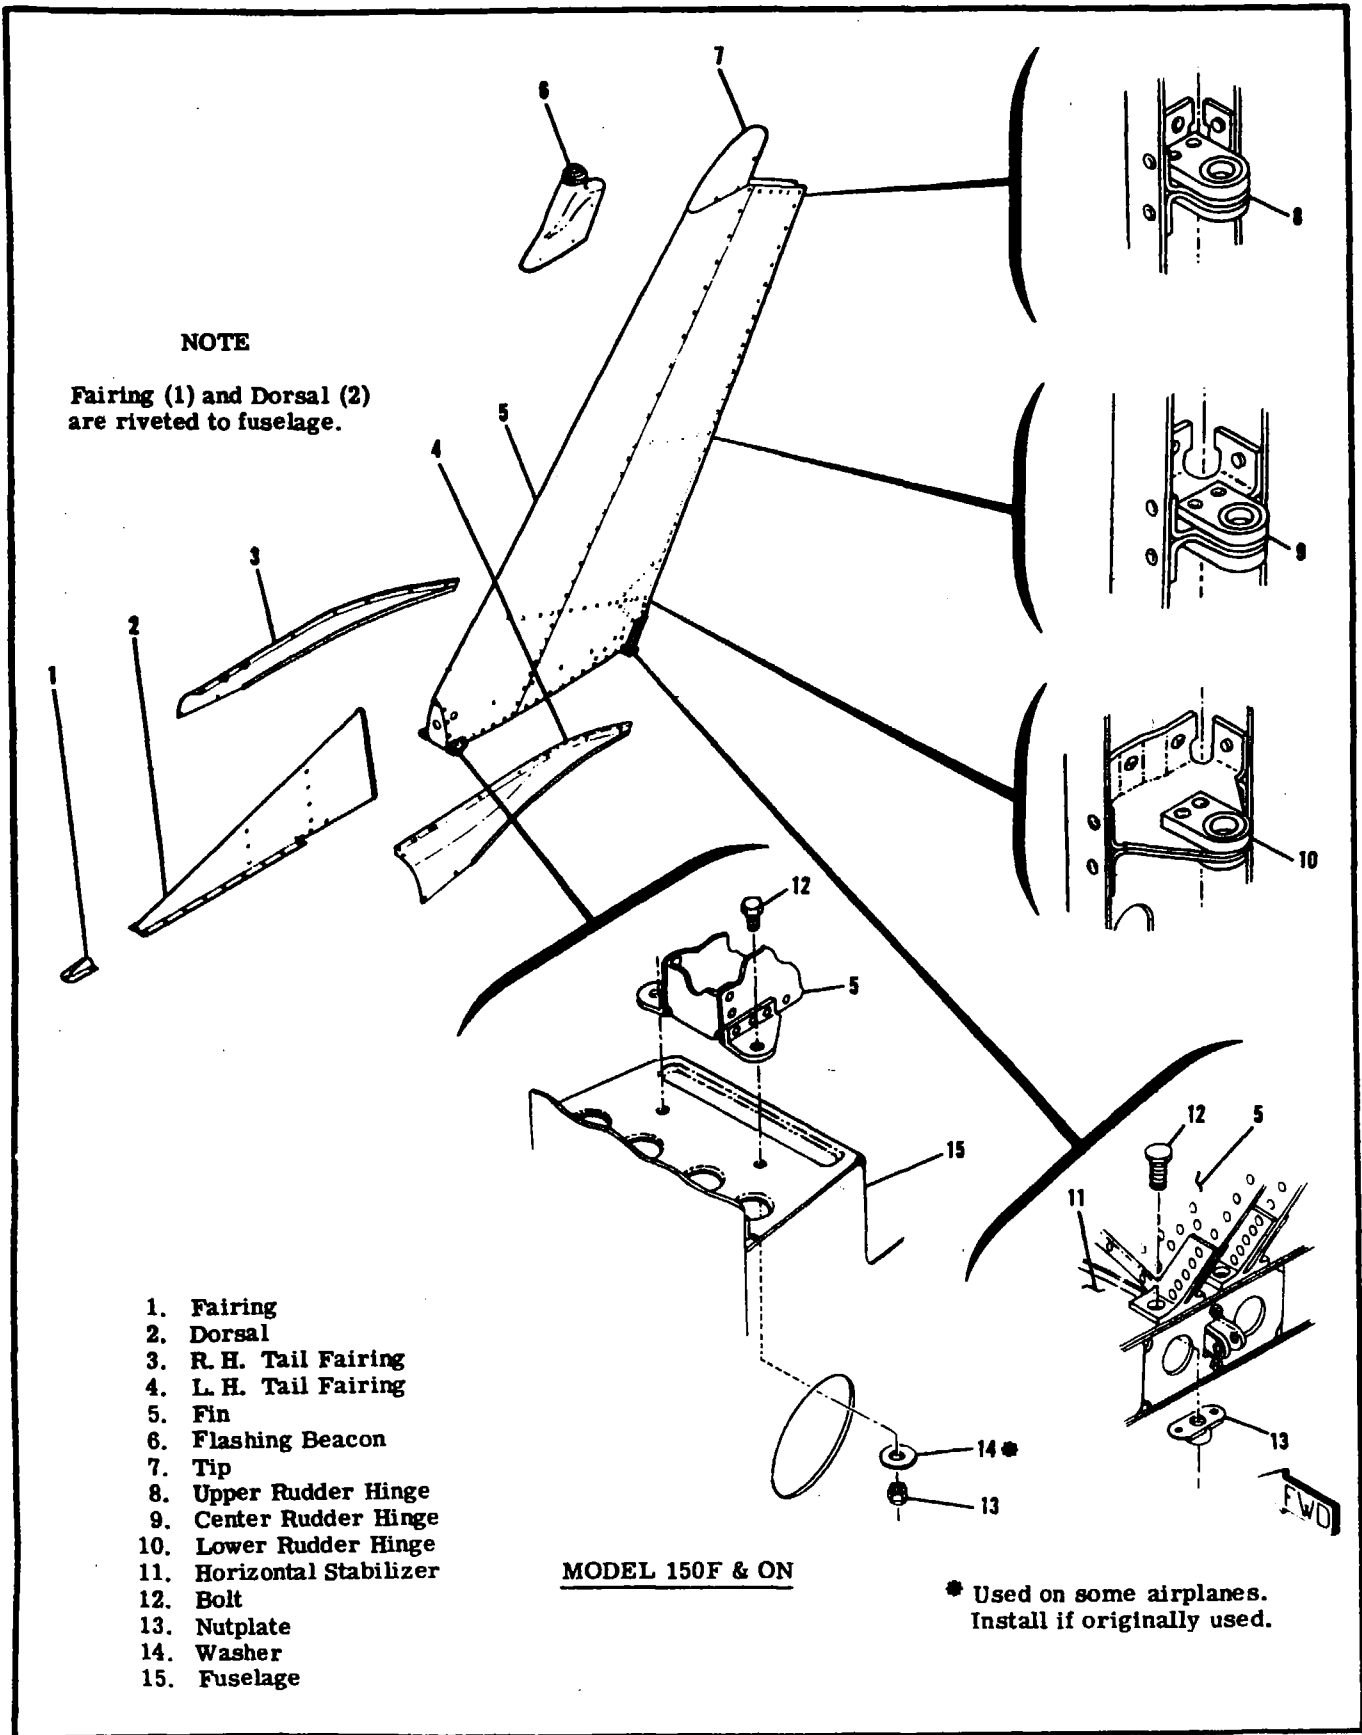 7
6
8
NOTE
Fairing (1) and Dorsal (2)
are riveted to fuselage.
5
4
9
3
2
1
10
12
5
12
5
15
11
1. Fairing
2. Dorsal
3. R. H. Tail Fairing
4. L. H. Tail Fairing
5. Fin
6. Flashing Beacon
7. Tip
8. Upper Rudder Hinge
9. Center Rudder Hinge
10. Lower Rudder Hinge
11. Horizontal Stabilizer
12. Bolt
13. Nutplate
14. Washer
15. Fuselage
14*
13
13
FWD
MODEL 150F & ON
* Used on some airplanes.
Install if originally used.